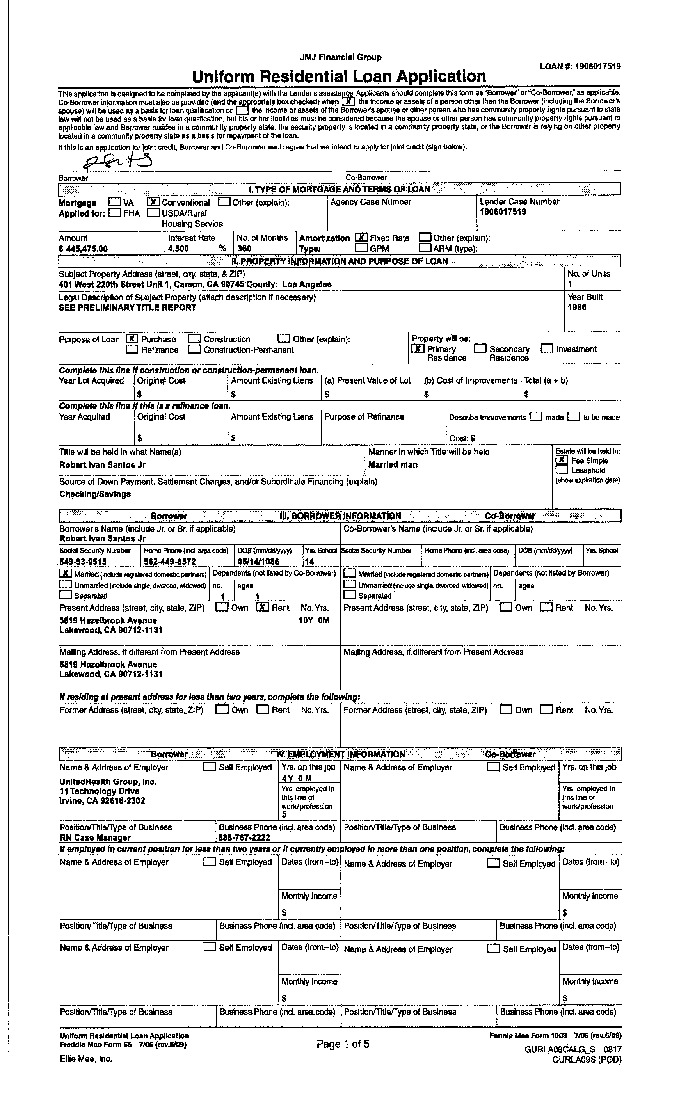 JMJ Financial Group
LOAN #: 1906017519
Uniform Residential Loan Application
This application is designed to be completed by the applicant(s) with the Lender's assistance. Applicants should complete this form as "Borrower" or "Co-Borrower," as applicable.
Co-Borrower information must also be provided (and the appropriate box checked) when X the income or assets of a person other than the Borrower (including the Borrower's
spouse) will be used as a basis for loan qualification or the income or assets of the Borrower's spouse or other person who has community property rights pursuant to state
law will not be used as a basis for loan qualification, but his or her liabilities must be considered because the spouse or other person has community property rights pursuant to
applicable law and Borrower resides in a community property state, the security property is located in a community property state, or the Borrower is relying on other property
located in a community property state as a basis for repayment of the loan.
If this is an application for joint credit, Borrower and Co-Borrower each agree that we intend to apply for joint credit (sign below).
Borrower Co-Borrower
I. TYPE OF MORTGAGE AND TERMS OF LOAN
Mortgage VA X Conventional Other (explain): Agency Case Number Lender Case Number
Applied for: FHA USDA/Rural 1906017519
Housing Service
Amount Interest Rate No. of Months Amortization X Fixed Rate Other (explain):
$ 445,475.00 4.500 % 360 Type: GPM ARM (type):
II. PROPERTY INFORMATION AND PURPOSE OF LOAN
Subject Property Address (street, city, state, & ZIP) No. of Units
401 West 220th Street Unit 1, Carson, CA 90745 County: Los Angeles 1
Legal Description of Subject Property (attach description if necessary) Year Built
SEE PRELIMINARY TITLE REPORT 1986
Purpose of Loan X Purchase Construction Other (explain): Property will be:
Refinance Construction-Permanent X Primary Residence Secondary Residence Investment
Complete this line if construction or construction-permanent loan.
Year Lot Acquired Original Cost Amount Existing Liens (a) Present Value of Lot (b) Cost of Improvements Total (a + b)
$ $ $ $ $
Complete this line if this is a refinance loan.
Year Acquired Original Cost Amount Existing Liens Purpose of Refinance Describe Improvements made to be made
$ $ Cost: $
Title will be held in what Name(s) Manner in which Title will be held Estate will be held in:
Robert Ivan Santos Jr Married man X Fee Simple
Leasehold
Source of Down Payment, Settlement Charges, and/or Subordinate Financing (explain) (show expiration date)
Checking/Savings
Borrower III. BORROWER INFORMATION Co-Borrower
Borrower's Name (include Jr. or Sr. if applicable) Co-Borrower's Name (include Jr. or Sr. if applicable)
Robert Ivan Santos Jr
Social Security Number Home Phone (incl. area code) DOB (mm/dd/yyyy) Yrs. School Social Security Number Home Phone (incl. area code) DOB (mm/dd/yyyy) Yrs. School
14
X Married (include registered domestic partners) Dependents (not listed by Co-Borrower) Married (include registered domestic partners) Dependents (not listed by Borrower)
Unmarried (include single, divorced, widowed) no. ages Unmarried (include single, divorced, widowed) no. ages
Separated 1 Separated
Present Address (street, city, state, ZIP) Own X Rent No. Yrs. Present Address (street, city, state, ZIP) Own Rent No. Yrs.
5819 Hazelbrook Avenue 10Y 0M
Lakewood, CA 90712-1131
Mailing Address, if different from Present Address Mailing Address, if different from Present Address
5819 Hazelbrook Avenue
Lakewood, CA 90712-1131
If residing at present address for less than two years, complete the following:
Former Address (street, city, state, ZIP) Own Rent No. Yrs. Former Address (street, city, state, ZIP) Own Rent No. Yrs.
Borrower IV. EMPLOYMENT INFORMATION Co-Borrower
Name & Address of Employer Self Employed Yrs. on this job Name & Address of Employer Self Employed Yrs. on this job
4 Y 0 M
UnitedHealth Group, Inc. Yrs. employed in this line of work/profession Yrs. employed in this line of work/profession
11 Technology Drive
Irvine, CA 92618-2302
5
Position/Title/Type of Business Business Phone (incl. area code) Position/Title/Type of Business Business Phone (incl. area code)
RN Case Manager
If employed in current position for less than two years or if currently employed in more than one position, complete the following:
Name & Address of Employer Self Employed Dates (from–to) Name & Address of Employer Self Employed Dates (from–to)
Monthly Income Monthly Income
$ $
Position/Title/Type of Business Business Phone (incl. area code) Position/Title/Type of Business Business Phone (incl. area code)
Name & Address of Employer Self Employed Dates (from–to) Name & Address of Employer Self Employed Dates (from–to)
Monthly Income Monthly Income
$ $
Position/Title/Type of Business Business Phone (incl. area code) Position/Title/Type of Business Business Phone (incl. area code)
Uniform Residential Loan Application Fannie Mae Form 1003 7/05 (rev.6/09)
Freddie Mac Form 65 7/05 (rev.6/09) Page 1 of 5 GURLA09CALG_S 0817
Ellie Mae, Inc. GURLA09S (POD)